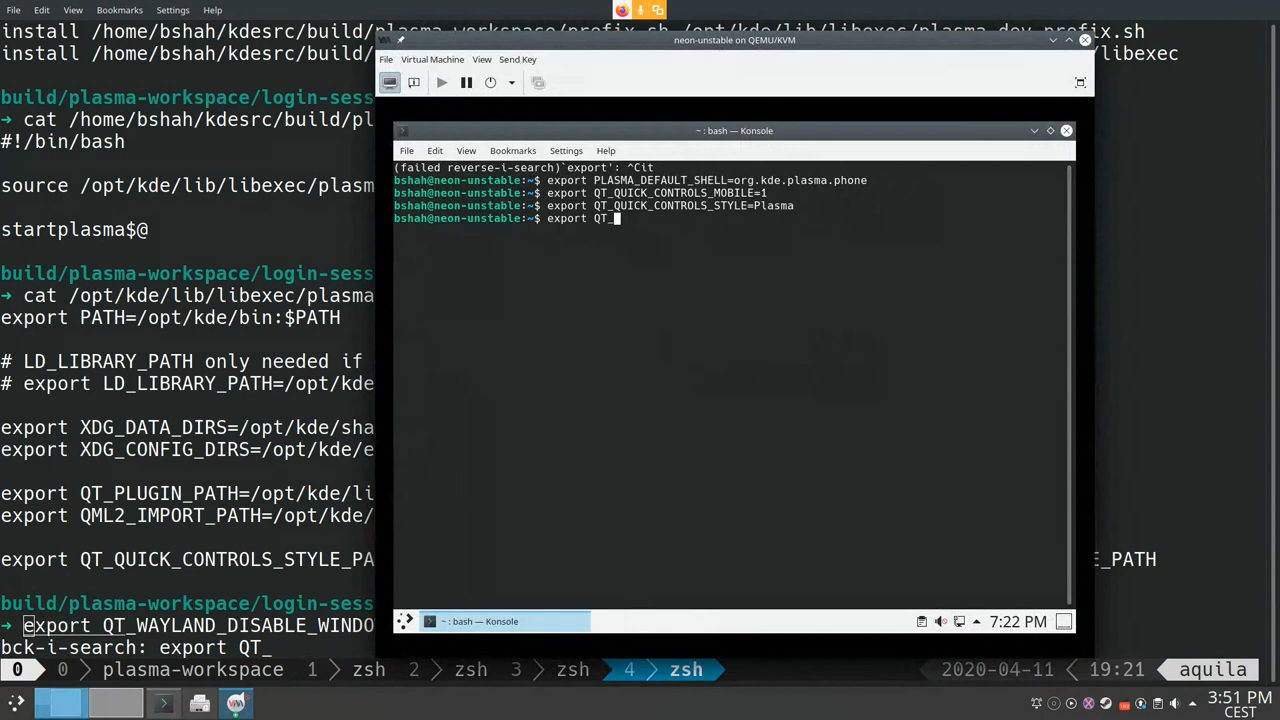 File Edit View Bookmarks Settings Help
install /home/bshah/kdesrc/build/plasma-workspace/prefix.sh /opt/kde/lib/libexec/plasma-dev-prefix.sh
install /home/bshah/kdesrc/build/ libexec
build/plasma-workspace/login-sess
➜ cat /home/bshah/kdesrc/build/pl
#!/bin/bash
source /opt/kde/lib/libexec/plasm
startplasma$@
build/plasma-workspace/login-sess
➜ cat /opt/kde/lib/libexec/plasma
export PATH=/opt/kde/bin:$PATH
# LD_LIBRARY_PATH only needed if
# export LD_LIBRARY_PATH=/opt/kde
export XDG_DATA_DIRS=/opt/kde/sha
export XDG_CONFIG_DIRS=/opt/kde/e
export QT_PLUGIN_PATH=/opt/kde/li
export QML2_IMPORT_PATH=/opt/kde/
export QT_QUICK_CONTROLS_STYLE_PA E_PATH
build/plasma-workspace/login-sess
➜ export QT_WAYLAND_DISABLE_WINDO
bck-i-search: export QT_
neon-unstable on QEMU/KVM
File Virtual Machine View Send Key
~ : bash — Konsole
File Edit View Bookmarks Settings Help
(failed reverse-i-search)`export': ^Cit
bshah@neon-unstable:~$ export PLASMA_DEFAULT_SHELL=org.kde.plasma.phone
bshah@neon-unstable:~$ export QT_QUICK_CONTROLS_MOBILE=1
bshah@neon-unstable:~$ export QT_QUICK_CONTROLS_STYLE=Plasma
bshah@neon-unstable:~$ export QT_
~ : bash — Konsole
7:22 PM
0 0 plasma-workspace 1 zsh 2 zsh 3 zsh 4 zsh 2020-04-11 19:21 aquila
3:51 PM
CEST